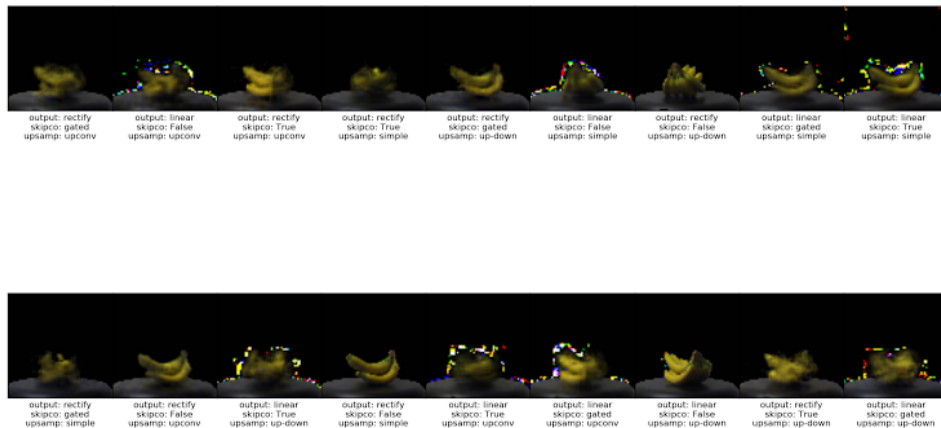 output: rectify
skipco: gated
upsamp: upconv
output: linear
skipco: False
upsamp: upconv
output: rectify
skipco: True
upsamp: upconv
output: rectify
skipco: True
upsamp: simple
output: rectify
skipco: gated
upsamp: up-down
output: linear
skipco: False
upsamp: simple
output: rectify
skipco: False
upsamp: up-down
output: linear
skipco: gated
upsamp: simple
output: linear
skipco: True
upsamp: simple
output: rectify
skipco: gated
upsamp: simple
output: rectify
skipco: False
upsamp: upconv
output: linear
skipco: True
upsamp: up-down
output: rectify
skipco: False
upsamp: simple
output: linear
skipco: True
upsamp: upconv
output: linear
skipco: gated
upsamp: upconv
output: linear
skipco: False
upsamp: up-down
output: rectify
skipco: True
upsamp: up-down
output: linear
skipco: gated
upsamp: up-down